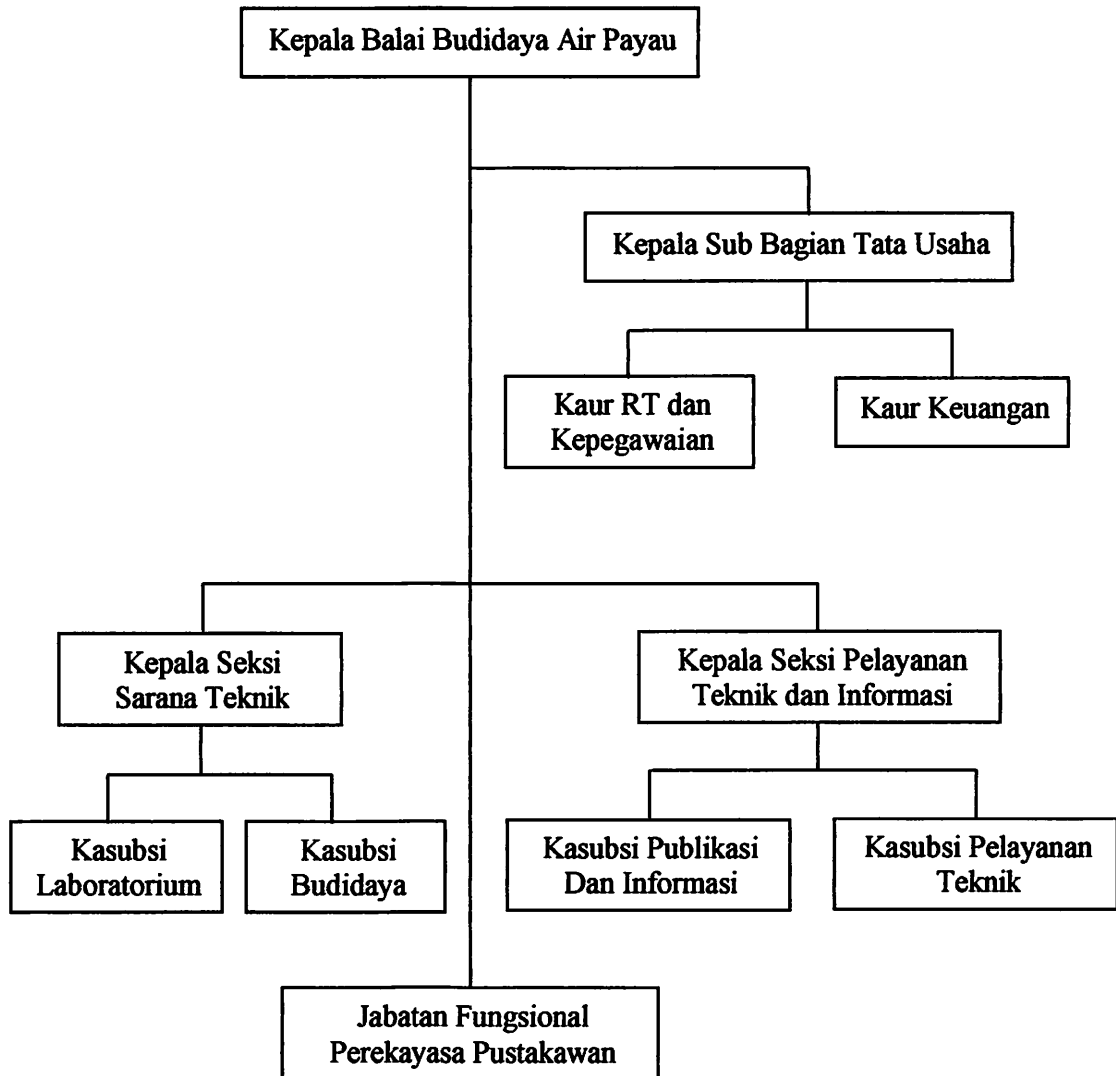 Kepala Balai Budidaya Air Payau
Kepala Sub Bagian Tata Usaha
Kaur RT dan
Kepegawaian
Kaur Keuangan
Kepala Seksi
Sarana Teknik
Kepala Seksi Pelayanan
Teknik dan Informasi
Kasubsi
Laboratorium
Kasubsi
Budidaya
Kasubsi Publikasi
Dan Informasi
Kasubsi Pelayanan
Teknik
Jabatan Fungsional
Perekayasa Pustakawan